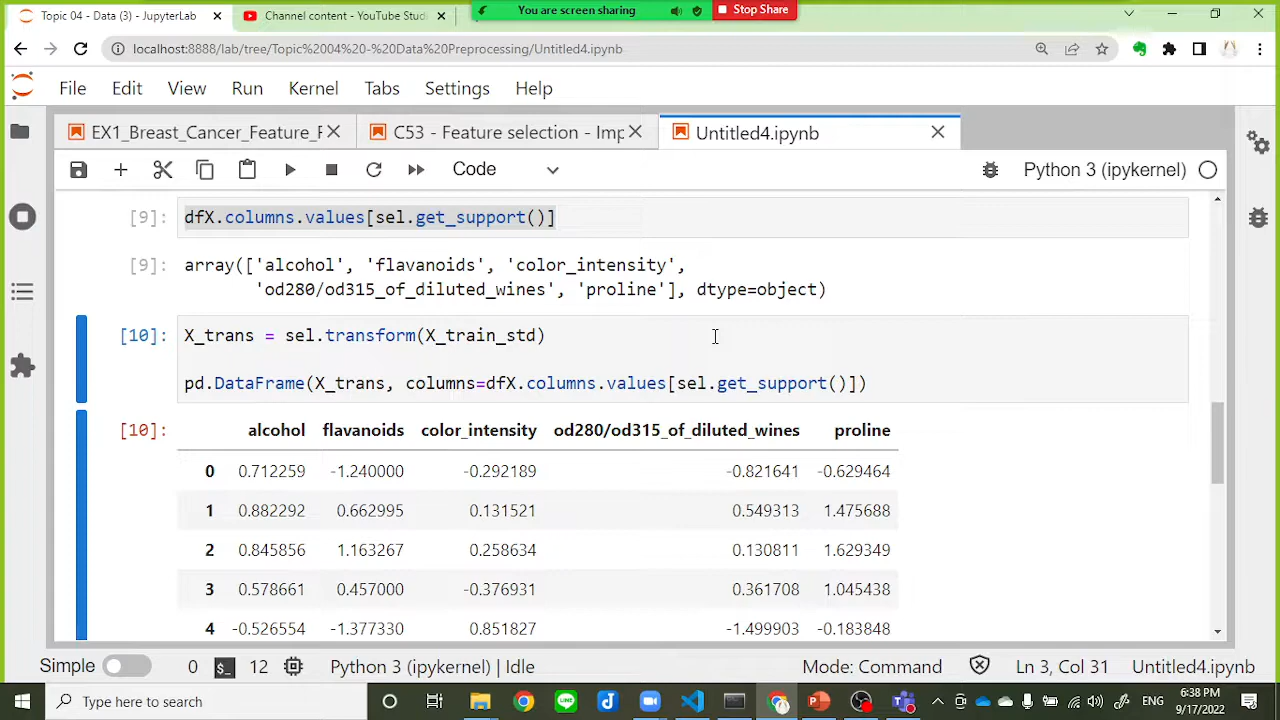 Topic 04 - Data (3) - JupyterLab
Channel content - YouTube Studi
You are screen sharing
Stop Share
localhost:8888/lab/tree/Topic%2004%20-%20Data%20Preprocessing/Untitled4.ipynb
File Edit View Run Kernel Tabs Settings Help
EX1_Breast_Cancer_Feature_F
C53 - Feature selection - Imp
Untitled4.ipynb
Code
Python 3 (ipykernel)
[9]: dfX.columns.values[sel.get_support()]
[9]: array(['alcohol', 'flavanoids', 'color_intensity',
'od280/od315_of_diluted_wines', 'proline'], dtype=object)
[10]: X_trans = sel.transform(X_train_std)
pd.DataFrame(X_trans, columns=dfX.columns.values[sel.get_support()])
[10]: alcohol flavanoids color_intensity od280/od315_of_diluted_wines proline
0 0.712259 -1.240000 -0.292189 -0.821641 -0.629464
1 0.882292 0.662995 0.131521 0.549313 1.475688
2 0.845856 1.163267 0.258634 0.130811 1.629349
3 0.578661 0.457000 -0.376931 0.361708 1.045438
4 -0.526554 -1.377330 0.851827 -1.499903 -0.183848
Simple 0 $_ 12 Python 3 (ipykernel) | Idle Mode: Command Ln 3, Col 31 Untitled4.ipynb
Type here to search
ENG
6:38 PM
9/17/2022